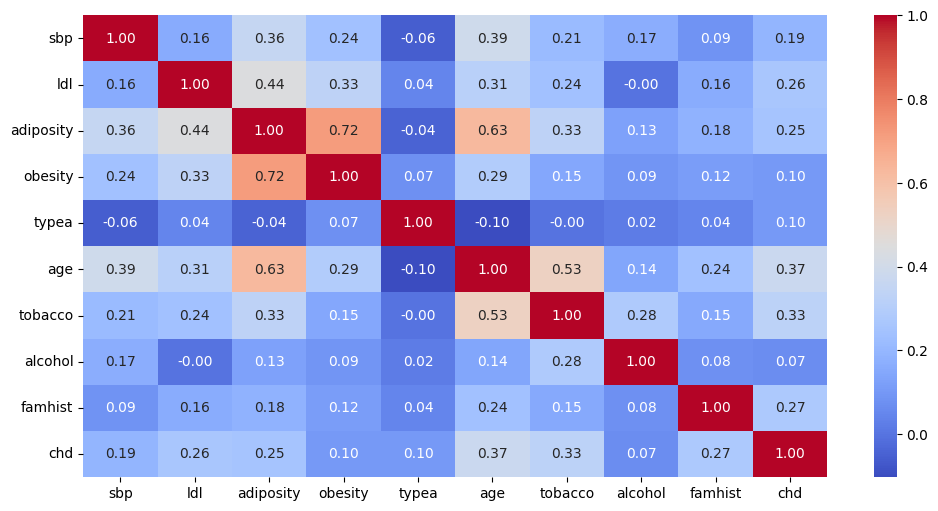 sbp 1.00 0.16 0.36 0.24 -0.06 0.39 0.21 0.17 0.09 0.19
ldl 0.16 1.00 0.44 0.33 0.04 0.31 0.24 -0.00 0.16 0.26
adiposity 0.36 0.44 1.00 0.72 -0.04 0.63 0.33 0.13 0.18 0.25
obesity 0.24 0.33 0.72 1.00 0.07 0.29 0.15 0.09 0.12 0.10
typea -0.06 0.04 -0.04 0.07 1.00 -0.10 -0.00 0.02 0.04 0.10
age 0.39 0.31 0.63 0.29 -0.10 1.00 0.53 0.14 0.24 0.37
tobacco 0.21 0.24 0.33 0.15 -0.00 0.53 1.00 0.28 0.15 0.33
alcohol 0.17 -0.00 0.13 0.09 0.02 0.14 0.28 1.00 0.08 0.07
famhist 0.09 0.16 0.18 0.12 0.04 0.24 0.15 0.08 1.00 0.27
chd 0.19 0.26 0.25 0.10 0.10 0.37 0.33 0.07 0.27 1.00
sbp ldl adiposity obesity typea age tobacco alcohol famhist chd
1.0
0.8
0.6
0.4
0.2
0.0